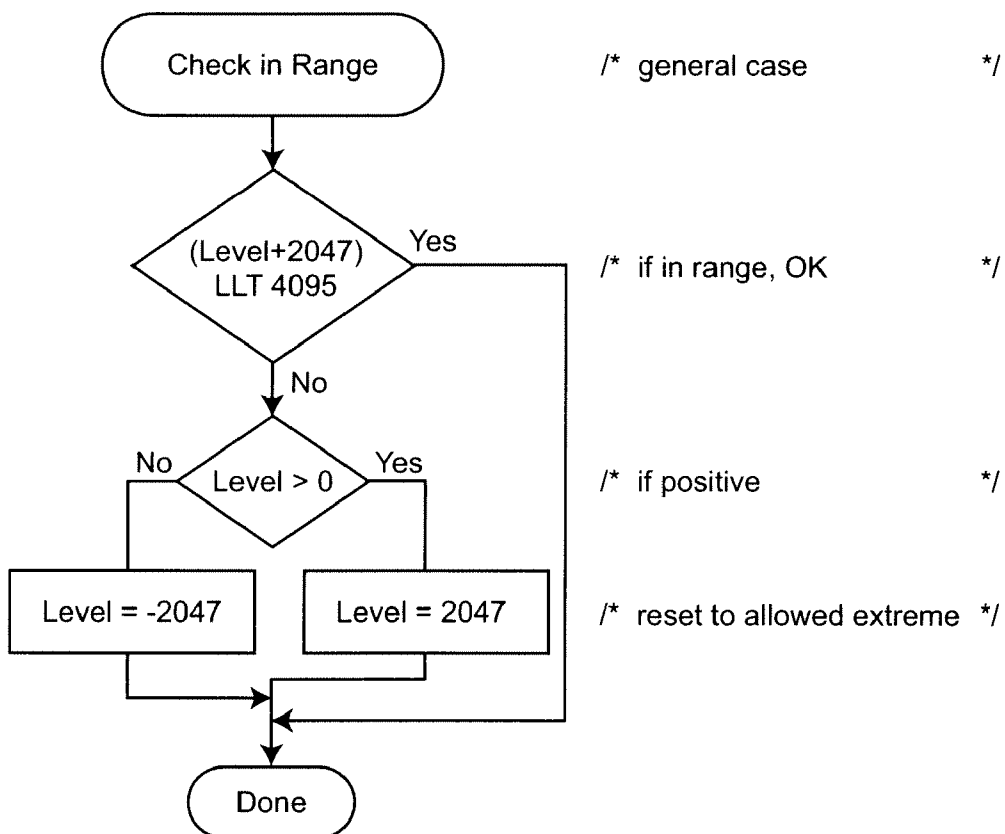 Check in Range /* general case */
(Level+2047) Yes
LLT 4095 /* if in range, OK */
No
No Level > 0 Yes /* if positive */
Level = -2047 Level = 2047 /* reset to allowed extreme */
Done